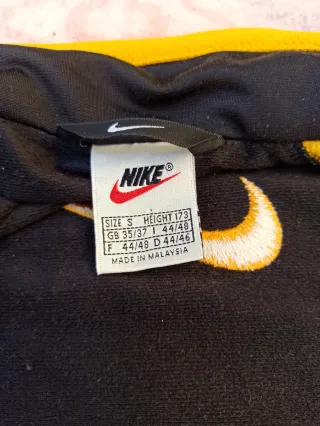 NIKE®
SIZE S HEIGHT 173
GB 35/37 I 44/48
F 44/48 D 44/46
MADE IN MALAYSIA